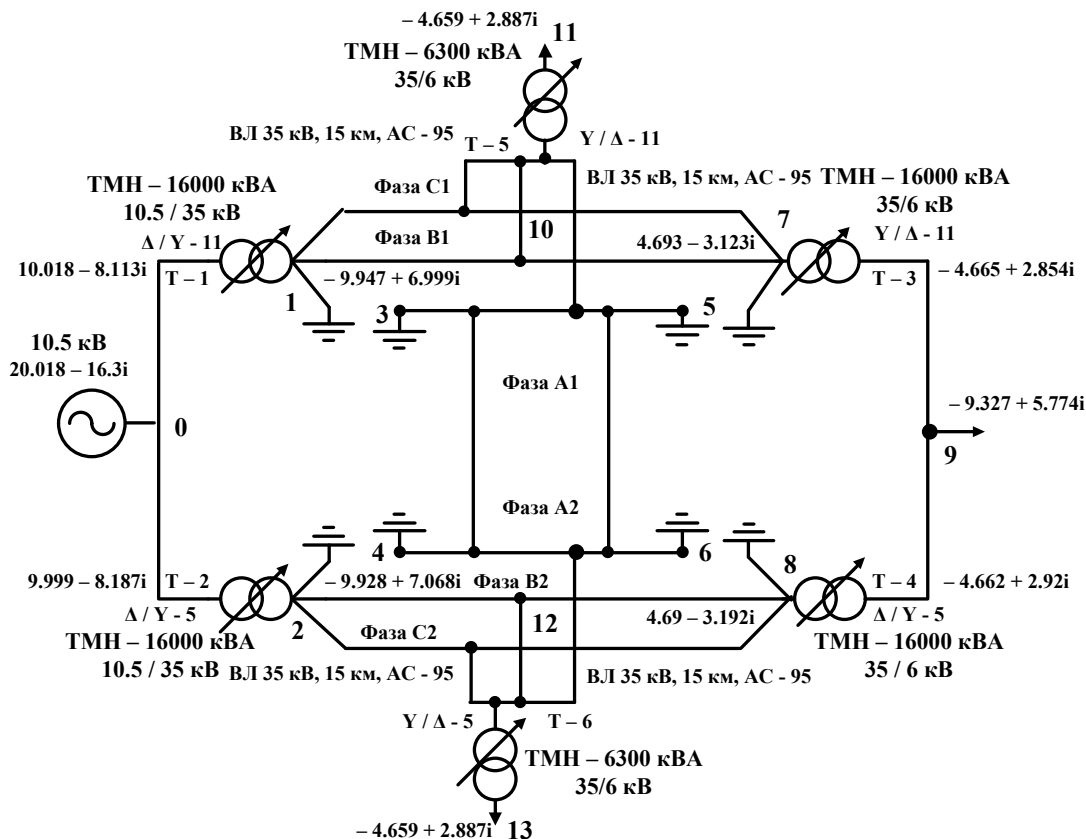 – 4.659 + 2.887i
11
ТМН – 6300 кВА
35/6 кВ
ВЛ 35 кВ, 15 км, АС - 95
Т – 5
Y / Δ - 11
ТМН – 16000 кВА
10.5 / 35 кВ
Фаза С1
ВЛ 35 кВ, 15 км, АС - 95
ТМН – 16000 кВА
35/6 кВ
Δ / Y - 11
Фаза В1
10
7
Y / Δ - 11
10.018 – 8.113i
Т – 1
– 9.947 + 6.999i
4.693 – 3.123i
Т – 3
– 4.665 + 2.854i
1
3
5
10.5 кВ
20.018 – 16.3i
Фаза А1
0
– 9.327 + 5.774i
9
Фаза А2
4
6
8
9.999 – 8.187i
Т – 2
– 9.928 + 7.068i
Фаза В2
4.69 – 3.192i
Т – 4
– 4.662 + 2.92i
Δ / Y - 5
2
12
Δ / Y - 5
ТМН – 16000 кВА
10.5 / 35 кВ
Фаза С2
ВЛ 35 кВ, 15 км, АС - 95
ВЛ 35 кВ, 15 км, АС - 95
ТМН – 16000 кВА
35 / 6 кВ
Y / Δ - 5
Т – 6
ТМН – 6300 кВА
35/6 кВ
– 4.659 + 2.887i
13